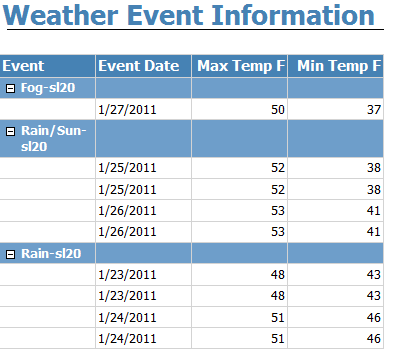 Weather Event Information
Event Event Date Max Temp F Min Temp F
Fog-sl20
1/27/2011 50 37
Rain/Sun-
sl20
1/25/2011 52 38
1/25/2011 52 38
1/26/2011 53 41
1/26/2011 53 41
Rain-sl20
1/23/2011 48 43
1/23/2011 48 43
1/24/2011 51 46
1/24/2011 51 46